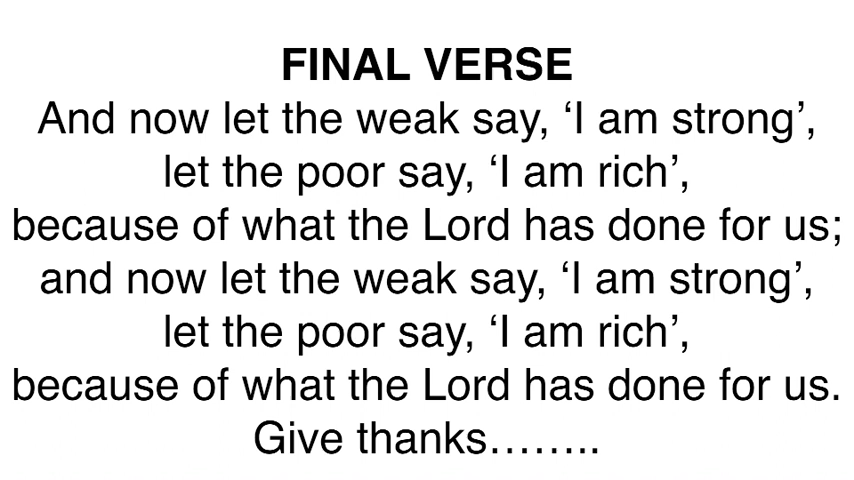 FINAL VERSE
And now let the weak say, ‘I am strong’,
let the poor say, ‘I am rich’,
because of what the Lord has done for us;
and now let the weak say, ‘I am strong’,
let the poor say, ‘I am rich’,
because of what the Lord has done for us.
Give thanks……..